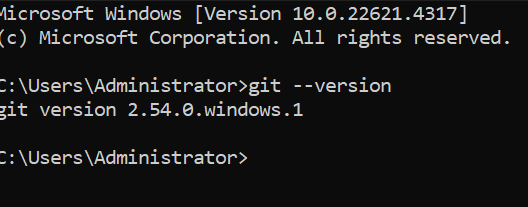 Microsoft Windows [Version 10.0.22621.4317]
(c) Microsoft Corporation. All rights reserved.
C:\Users\Administrator>git --version
git version 2.54.0.windows.1
C:\Users\Administrator>